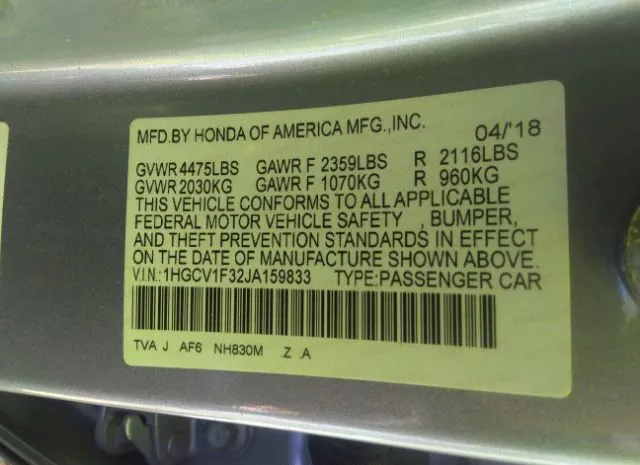 MFD.BY HONDA OF AMERICA MFG.,INC. 04/'18
GVWR 4475LBS GAWR F 2359LBS R 2116LBS
GVWR 2030KG GAWR F 1070KG R 960KG
THIS VEHICLE CONFORMS TO ALL APPLICABLE
FEDERAL MOTOR VEHICLE SAFETY , BUMPER,
AND THEFT PREVENTION STANDARDS IN EFFECT
ON THE DATE OF MANUFACTURE SHOWN ABOVE.
V.I.N.:1HGCV1F32JA159833 TYPE:PASSENGER CAR
TVA J AF6 NH830M .Z .A